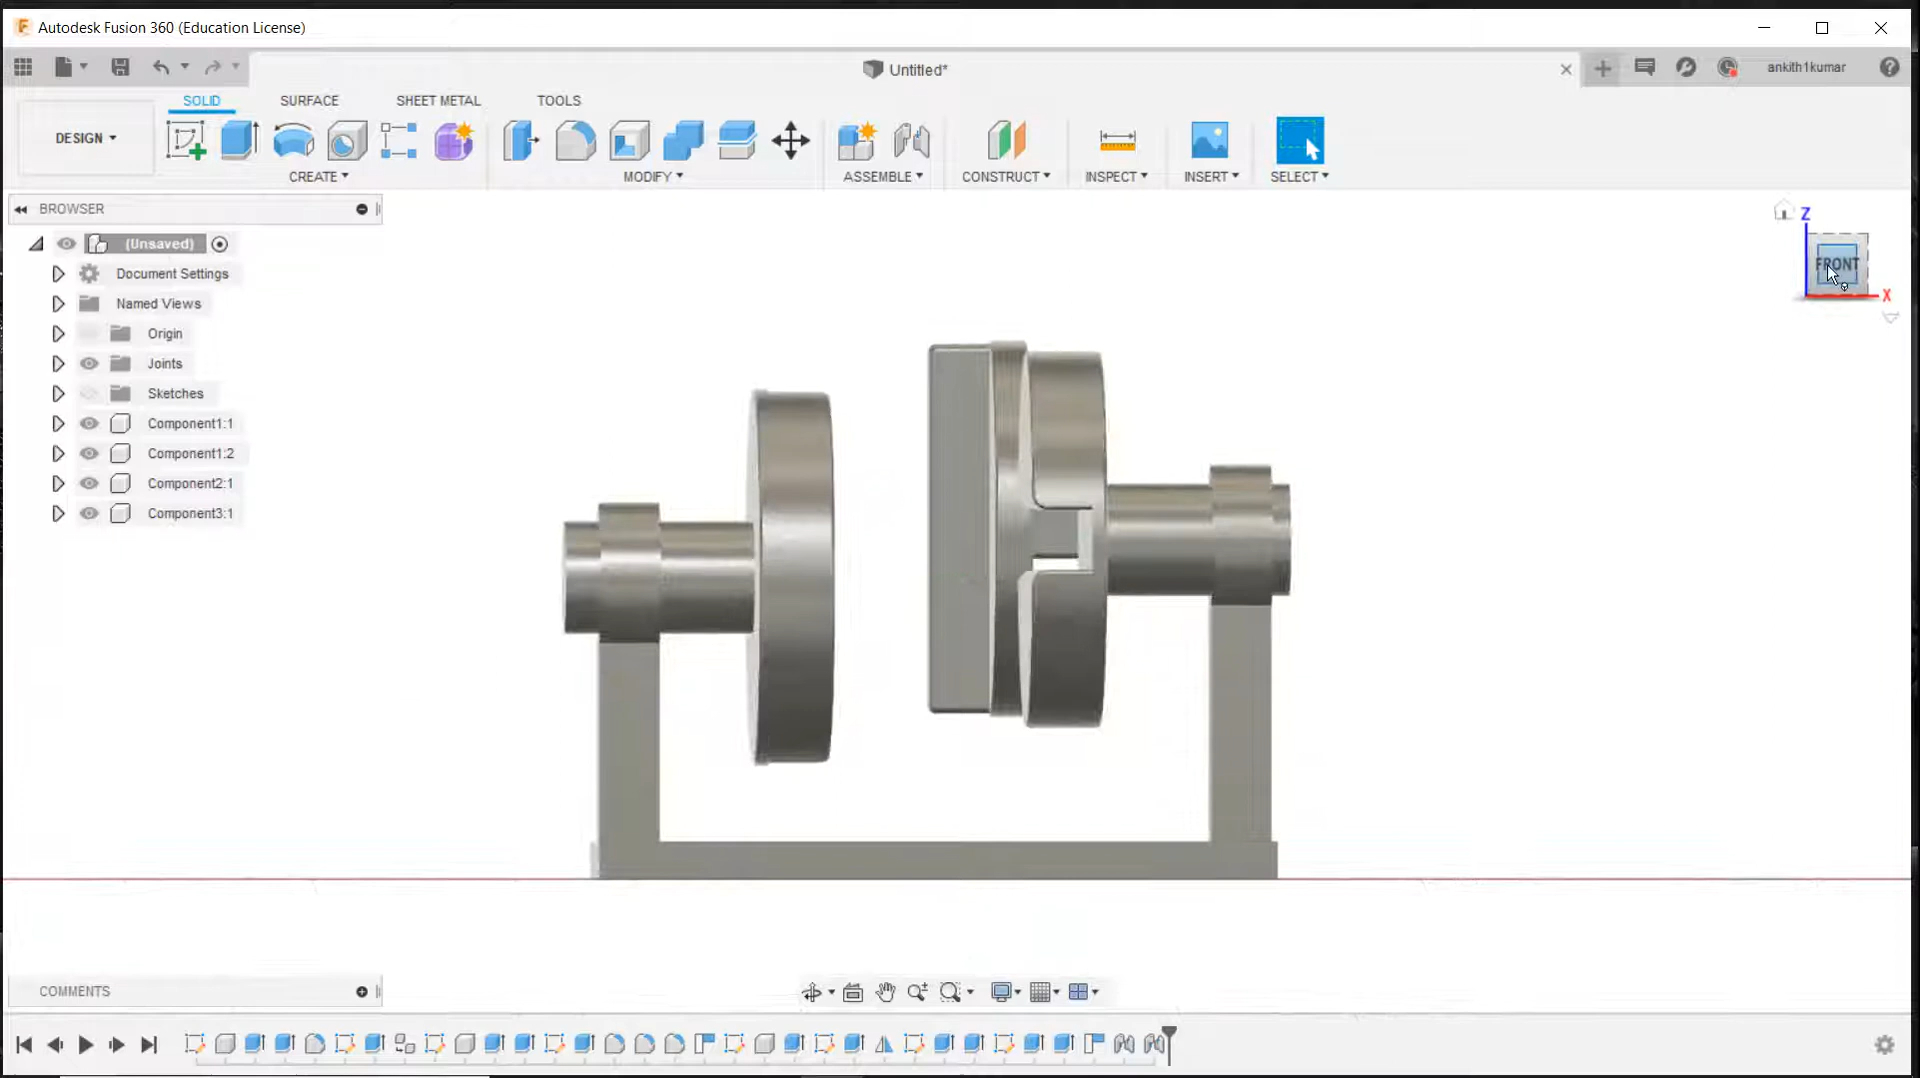 Autodesk Fusion 360 (Education License)
Untitled*
ankith1kumar
DESIGN
SOLID
SURFACE
SHEET METAL
TOOLS
CREATE
MODIFY
ASSEMBLE
CONSTRUCT
INSPECT
INSERT
SELECT
BROWSER
(Unsaved)
Document Settings
Named Views
Origin
Joints
Sketches
Component1:1
Component1:2
Component2:1
Component3:1
Z
FRONT
X
COMMENTS